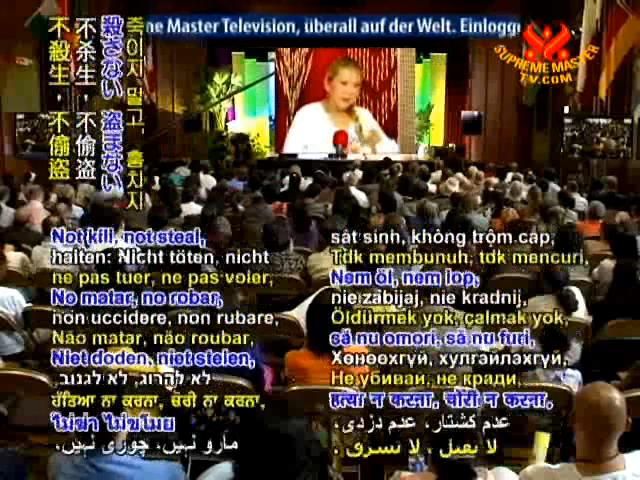 ne Master Television, überall auf der Welt. Einlogge
SUPREME MASTER
TV.COM
죽이지 말고, 훔치지
殺さない 盗まない
不杀生, 不偷盗
不殺生, 不偷盜
Not kill, not steal,
halten: Nicht töten, nicht
ne pas tuer, ne pas voler,
No matar, no robar,
non uccidere, non rubare,
Não matar, não roubar,
Niet doden, niet stelen,
לא להרוג, לא לגנוב,
ਹੱਤਿਆ ਨਾ ਕਰਨਾ, ਚੋਰੀ ਨਾ ਕਰਨਾ,
ไม่ฆ่า ไม่ขโมย
مارو نہیں، چوری نہیں،
sát sinh, không trộm cắp,
Tdk membunuh, tdk mencuri,
Nem öl, nem lop,
nie zabijaj, nie kradnij,
Öldürmek yok, çalmak yok,
să nu omori, să nu furi,
Хөнөөхгүй, хулгайлахгүй,
Не убивай, не кради,
हत्या न करना, चोरी न करना,
عدم کشتار، عدم دزدی،
لا يقتل ، لا يسرق ،